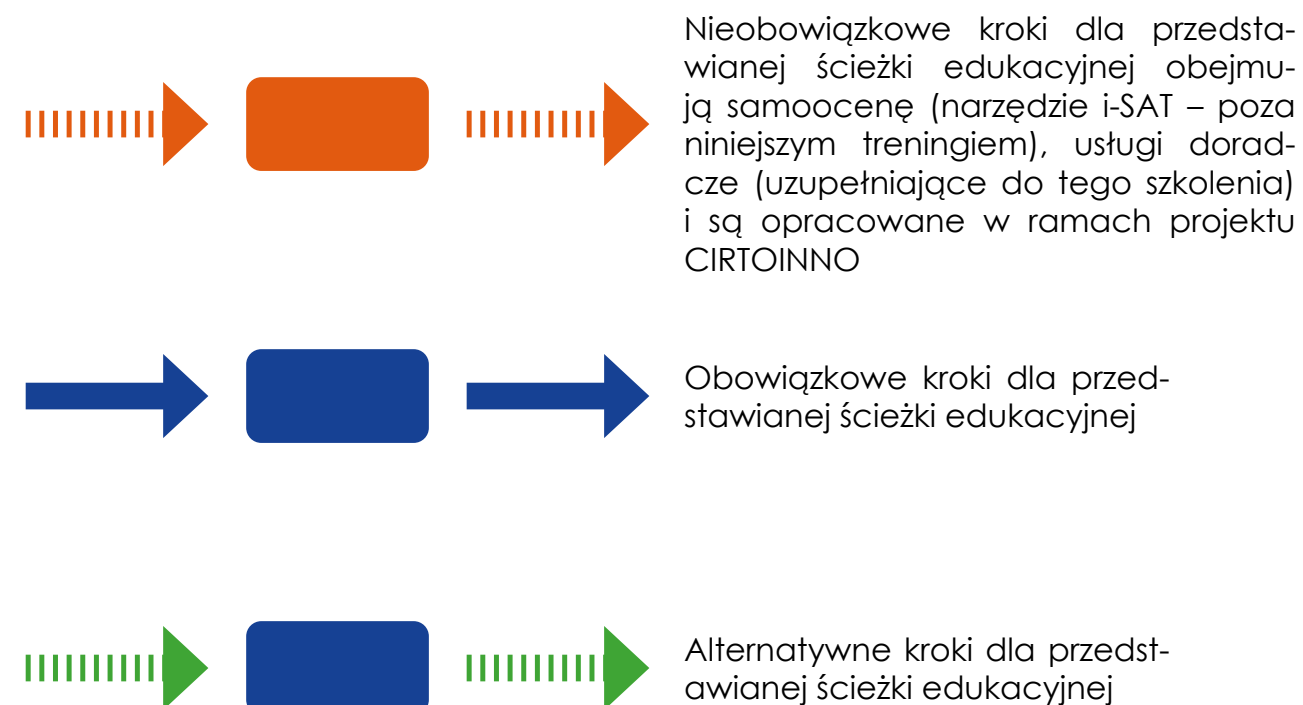 Nieobowiązkowe kroki dla przedsta-
wianej ścieżki edukacyjnej obejmu-
ją samoocenę (narzędzie i-SAT – poza
niniejszym treningiem), usługi dorad-
cze (uzupełniające do tego szkolenia)
i są opracowane w ramach projektu
CIRTOINNO
Obowiązkowe kroki dla przed-
stawianej ścieżki edukacyjnej
Alternatywne kroki dla przedst-
awianej ścieżki edukacyjnej